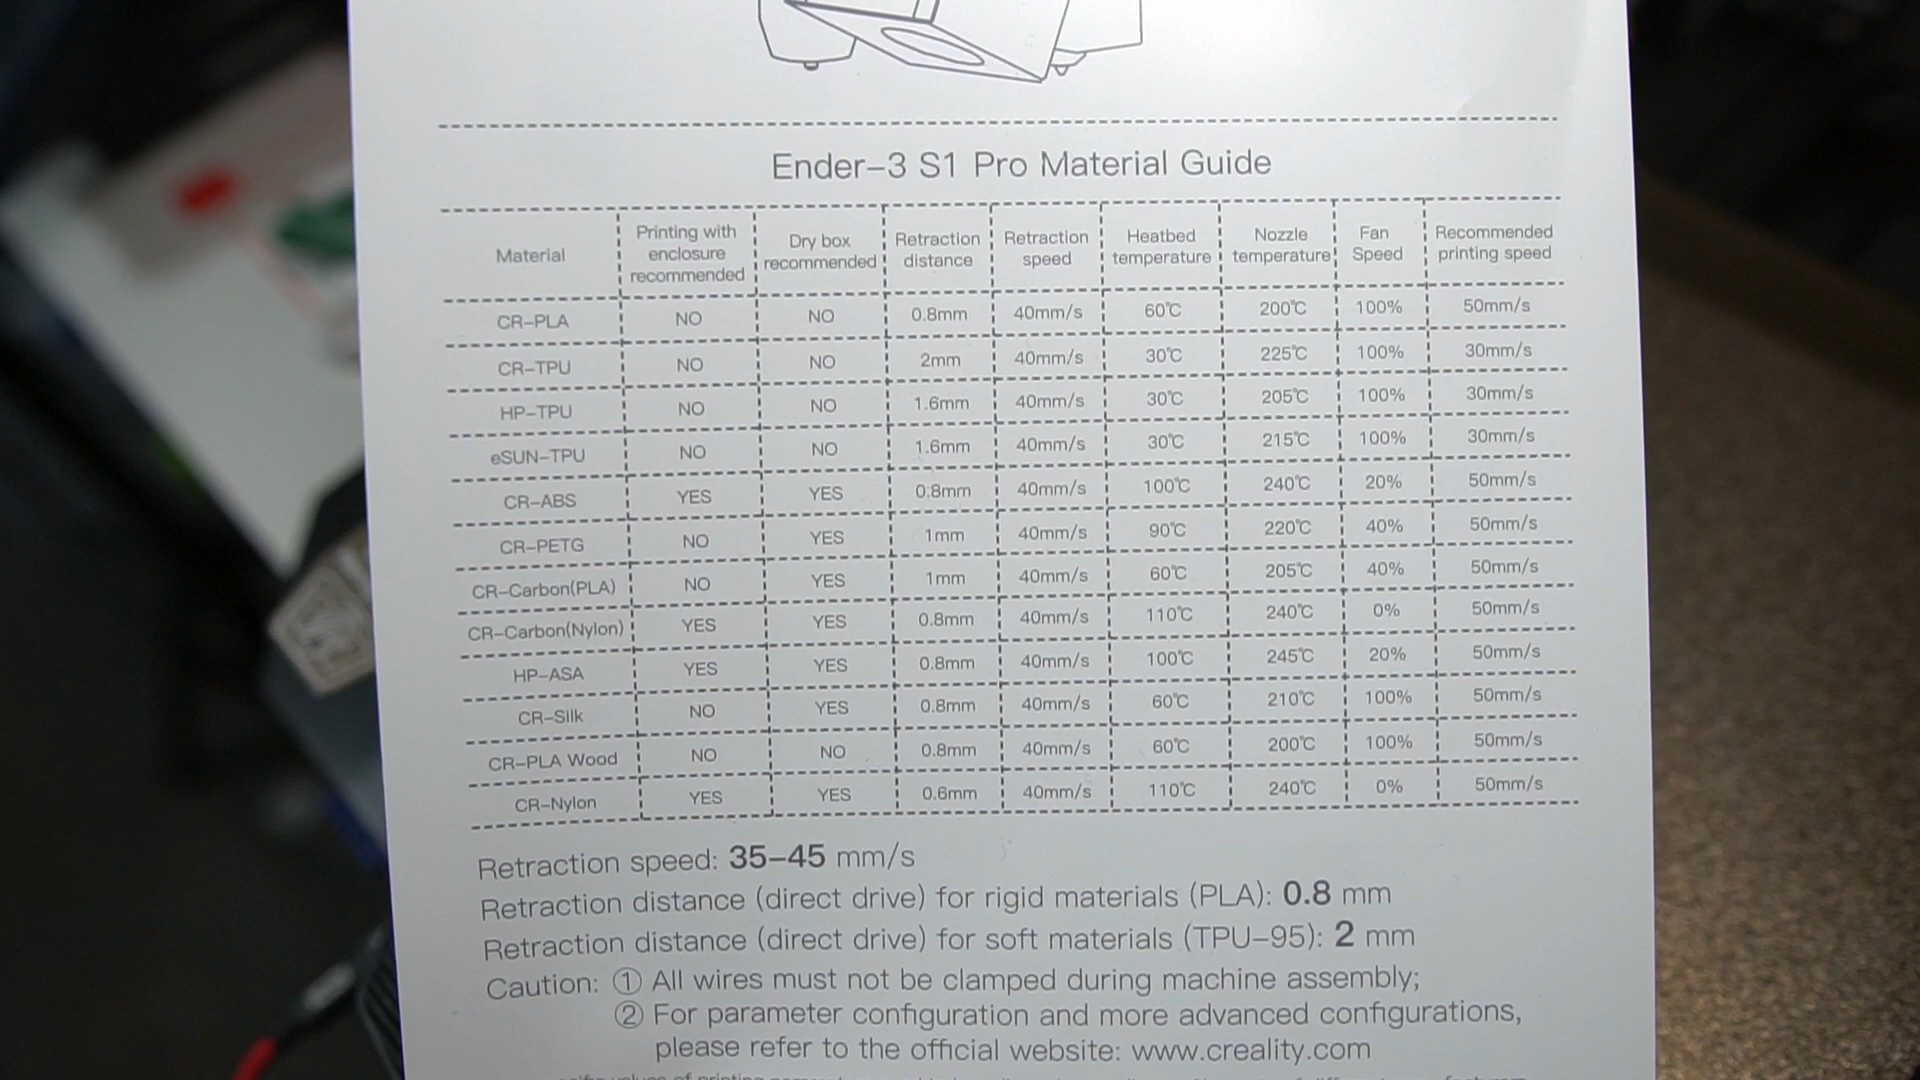 Ender-3 S1 Pro Material Guide
Material | Printing with enclosure recommended | Dry box recommended | Retraction distance | Retraction speed | Heatbed temperature | Nozzle temperature | Fan Speed | Recommended printing speed
CR-PLA | NO | NO | 0.8mm | 40mm/s | 60℃ | 200℃ | 100% | 50mm/s
CR-TPU | NO | NO | 2mm | 40mm/s | 30℃ | 225℃ | 100% | 30mm/s
HP-TPU | NO | NO | 1.6mm | 40mm/s | 30℃ | 205℃ | 100% | 30mm/s
eSUN-TPU | NO | NO | 1.6mm | 40mm/s | 30℃ | 215℃ | 100% | 30mm/s
CR-ABS | YES | YES | 0.8mm | 40mm/s | 100℃ | 240℃ | 20% | 50mm/s
CR-PETG | NO | YES | 1mm | 40mm/s | 90℃ | 220℃ | 40% | 50mm/s
CR-Carbon(PLA) | NO | YES | 1mm | 40mm/s | 60℃ | 205℃ | 40% | 50mm/s
CR-Carbon(Nylon) | YES | YES | 0.8mm | 40mm/s | 110℃ | 240℃ | 0% | 50mm/s
HP-ASA | YES | YES | 0.8mm | 40mm/s | 100℃ | 245℃ | 20% | 50mm/s
CR-Silk | NO | YES | 0.8mm | 40mm/s | 60℃ | 210℃ | 100% | 50mm/s
CR-PLA Wood | NO | NO | 0.8mm | 40mm/s | 60℃ | 200℃ | 100% | 50mm/s
CR-Nylon | YES | YES | 0.6mm | 40mm/s | 110℃ | 240℃ | 0% | 50mm/s
Retraction speed: 35-45 mm/s
Retraction distance (direct drive) for rigid materials (PLA): 0.8 mm
Retraction distance (direct drive) for soft materials (TPU-95): 2 mm
Caution: ① All wires must not be clamped during machine assembly;
② For parameter configuration and more advanced configurations,
please refer to the official website: www.creality.com